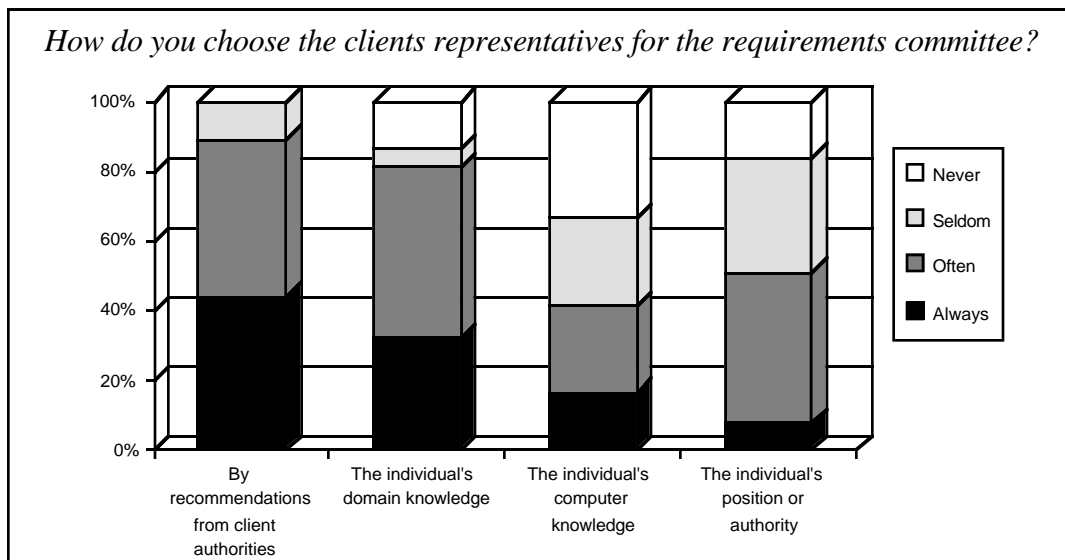 How do you choose the clients representatives for the requirements committee?
100%
80%
60%
40%
20%
0%
Never
Seldom
Often
Always
By
recommendations
from client
authorities
The individual's
domain knowledge
The individual's
computer
knowledge
The individual's
position or
authority